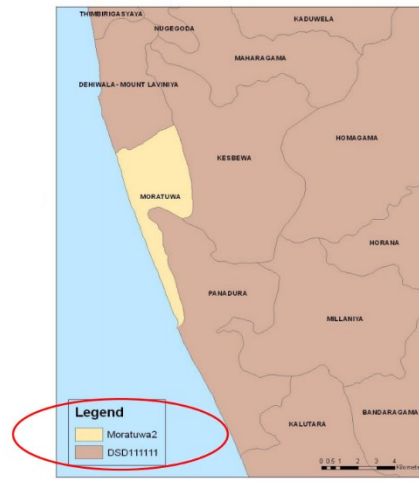 THIMBIRIGASYAYA
KADUWELA
NUGEGODA
MAHARAGAMA
DEHIWALA - MOUNT LAVINIYA
HOMAGAMA
KESBEWA
MORATUWA
HORANA
PANADURA
MILLANIYA
Legend
Moratuwa2
DSD111111
BANDARAGAMA
KALUTARA
0 0.5 1 2 3 4
Kilometers